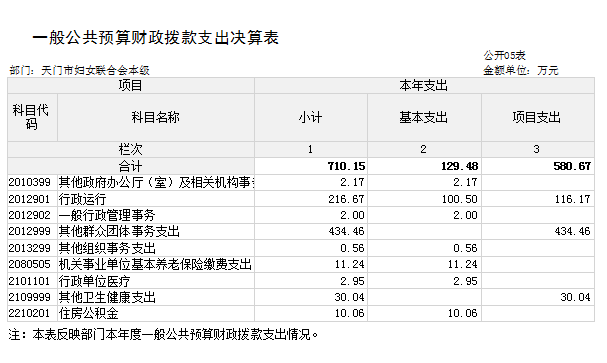 一般公共预算财政拨款支出决算表
公开05表
部门：天门市妇女联合会本级 金额单位：万元
项目 本年支出
科目代码 科目名称 小计 基本支出 项目支出
栏次 1 2 3
合计 710.15 129.48 580.67
2010399 其他政府办公厅（室）及相关机构事 2.17 2.17
2012901 行政运行 216.67 100.50 116.17
2012902 一般行政管理事务 2.00 2.00
2012999 其他群众团体事务支出 434.46 434.46
2013299 其他组织事务支出 0.56 0.56
2080505 机关事业单位基本养老保险缴费支出 11.24 11.24
2101101 行政单位医疗 2.95 2.95
2109999 其他卫生健康支出 30.04 30.04
2210201 住房公积金 10.06 10.06
注：本表反映部门本年度一般公共预算财政拨款支出情况。